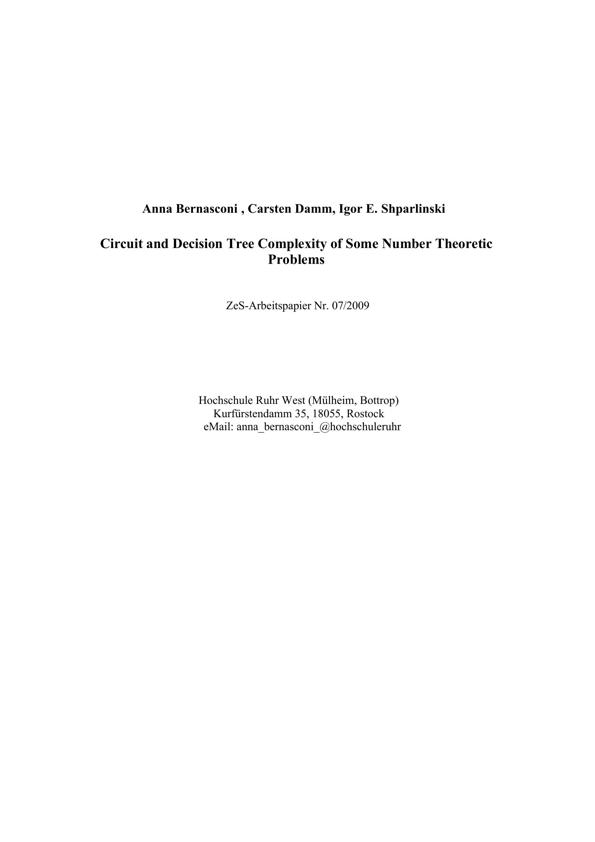 Anna Bernasconi , Carsten Damm, Igor E. Shparlinski
Circuit and Decision Tree Complexity of Some Number Theoretic
Problems
ZeS-Arbeitspapier Nr. 07/2009
Hochschule Ruhr West (Mülheim, Bottrop)
Kurfürstendamm 35, 18055, Rostock
eMail: anna_bernasconi_@hochschuleruhr